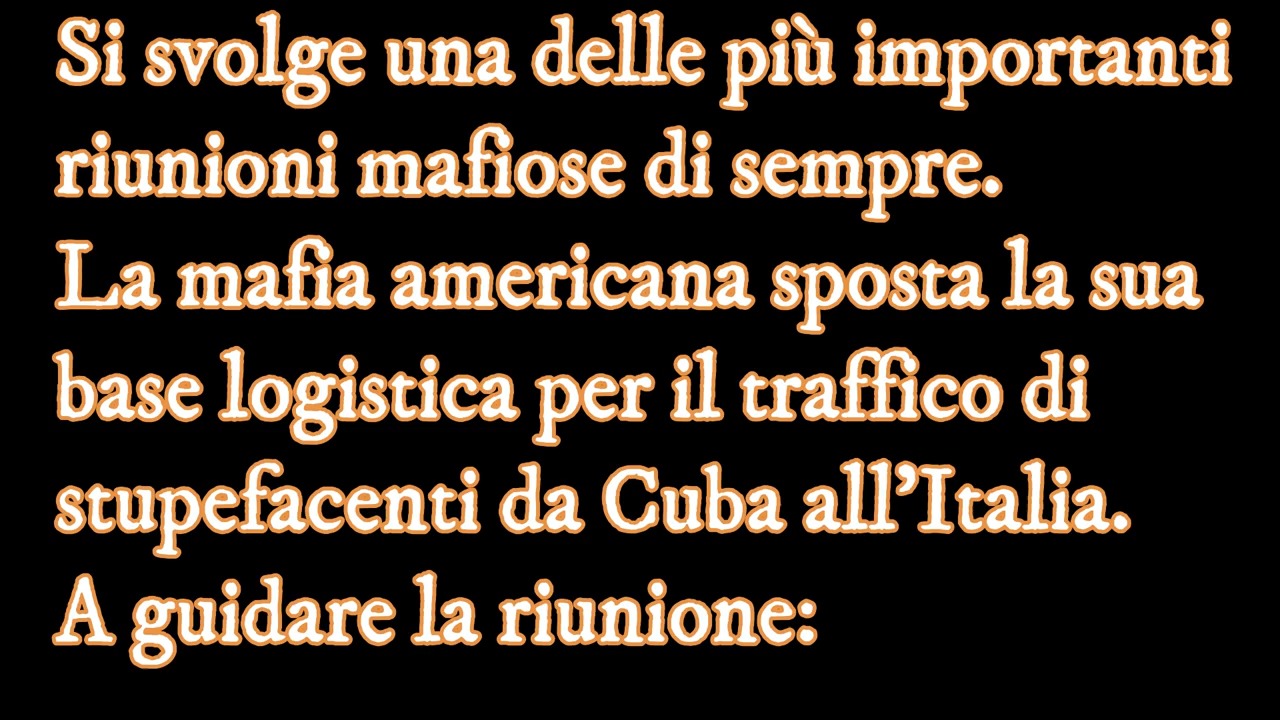 Si svolge una delle più importanti
riunioni mafiose di sempre.
La mafia americana sposta la sua
base logistica per il traffico di
stupefacenti da Cuba all’Italia.
A guidare la riunione: